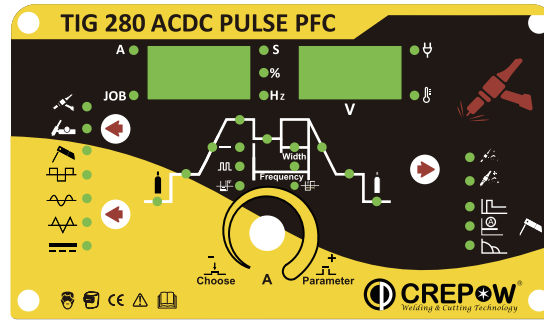 TIG 280 ACDC PULSE PFC
A
S
%
JOB
Hz
V
Width
Frequency
- +
Choose A Parameter
CE
CREPOW®
Welding & Cutting Technology
A